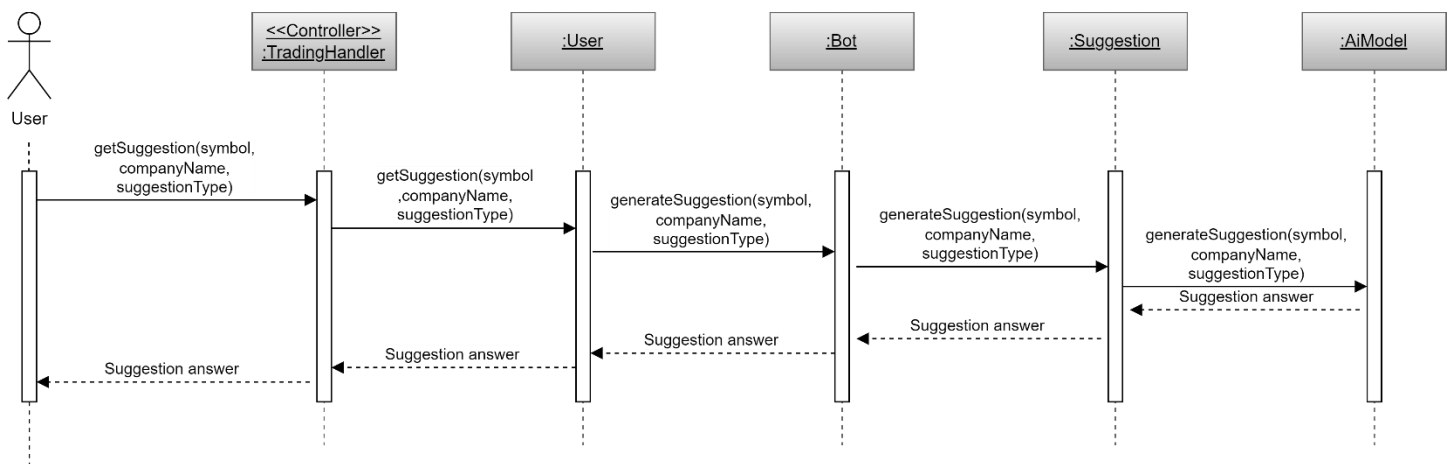 <<Controller>>
:TradingHandler
:User
:Bot
:Suggestion
:AiModel
User
getSuggestion(symbol,
companyName,
suggestionType)
getSuggestion(symbol
,companyName,
suggestionType)
generateSuggestion(symbol,
companyName,
suggestionType)
generateSuggestion(symbol,
companyName,
suggestionType)
generateSuggestion(symbol,
companyName,
suggestionType)
Suggestion answer
Suggestion answer
Suggestion answer
Suggestion answer
Suggestion answer